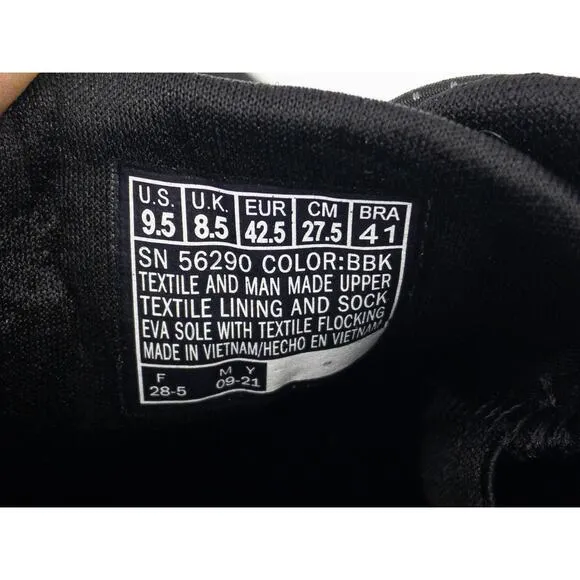 U.S. U.K. EUR CM BRA
9.5 8.5 42.5 27.5 41
SN 56290 COLOR:BBK
TEXTILE AND MAN MADE UPPER
TEXTILE LINING AND SOCK
EVA SOLE WITH TEXTILE FLOCKING
MADE IN VIETNAM/HECHO EN VIETNAM
F M Y
28-5 09-21